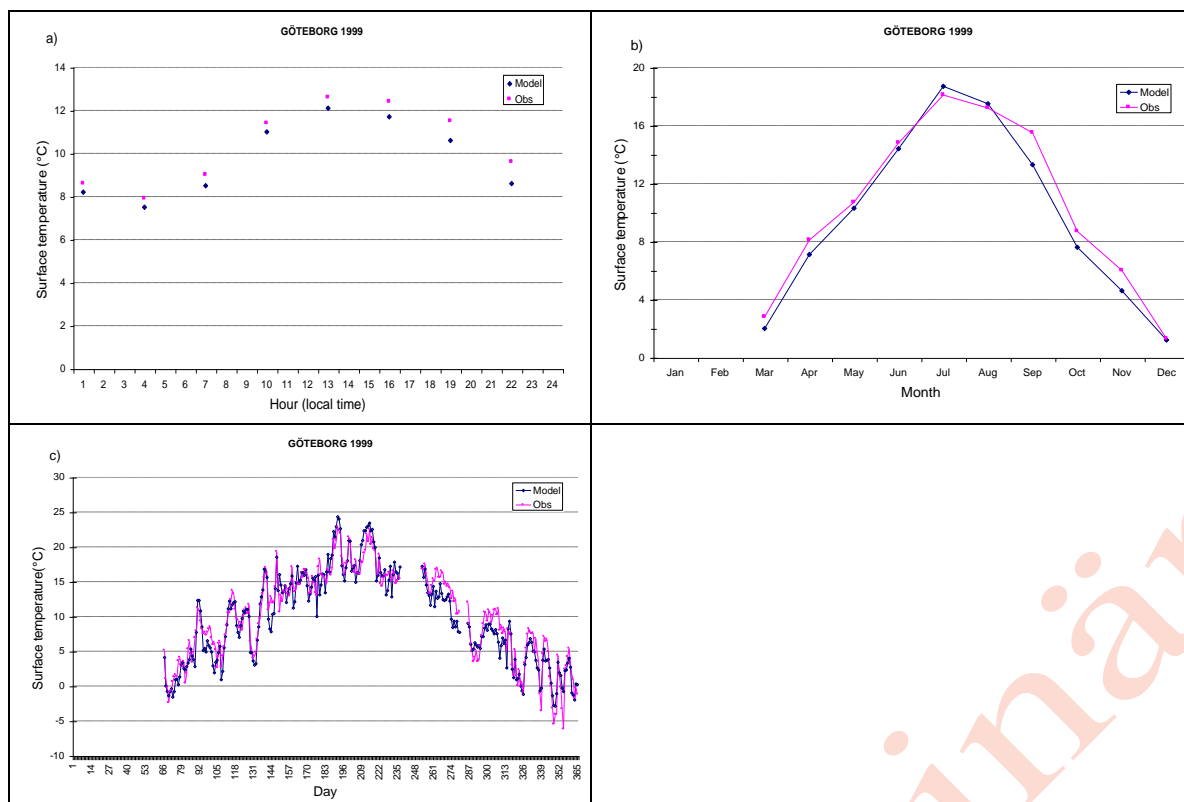 a)
GÖTEBORG 1999
Surface temperature (°C)
14
12
10
8
6
4
2
0
Model
Obs
1 2 3 4 5 6 7 8 9 10 11 12 13 14 15 16 17 18 19 20 21 22 23 24
Hour (local time)
b)
GÖTEBORG 1999
Surface temperature (°C)
20
16
12
8
4
0
Model
Obs
Jan Feb Mar Apr May Jun Jul Aug Sep Oct Nov Dec
Month
c)
GÖTEBORG 1999
Surface temperature(°C)
30
25
20
15
10
5
0
-5
-10
Model
Obs
1 14 27 40 53 66 79 92 105 118 131 144 157 170 183 196 209 222 235 248 261 274 287 300 313 326 339 352 365
Day
inär